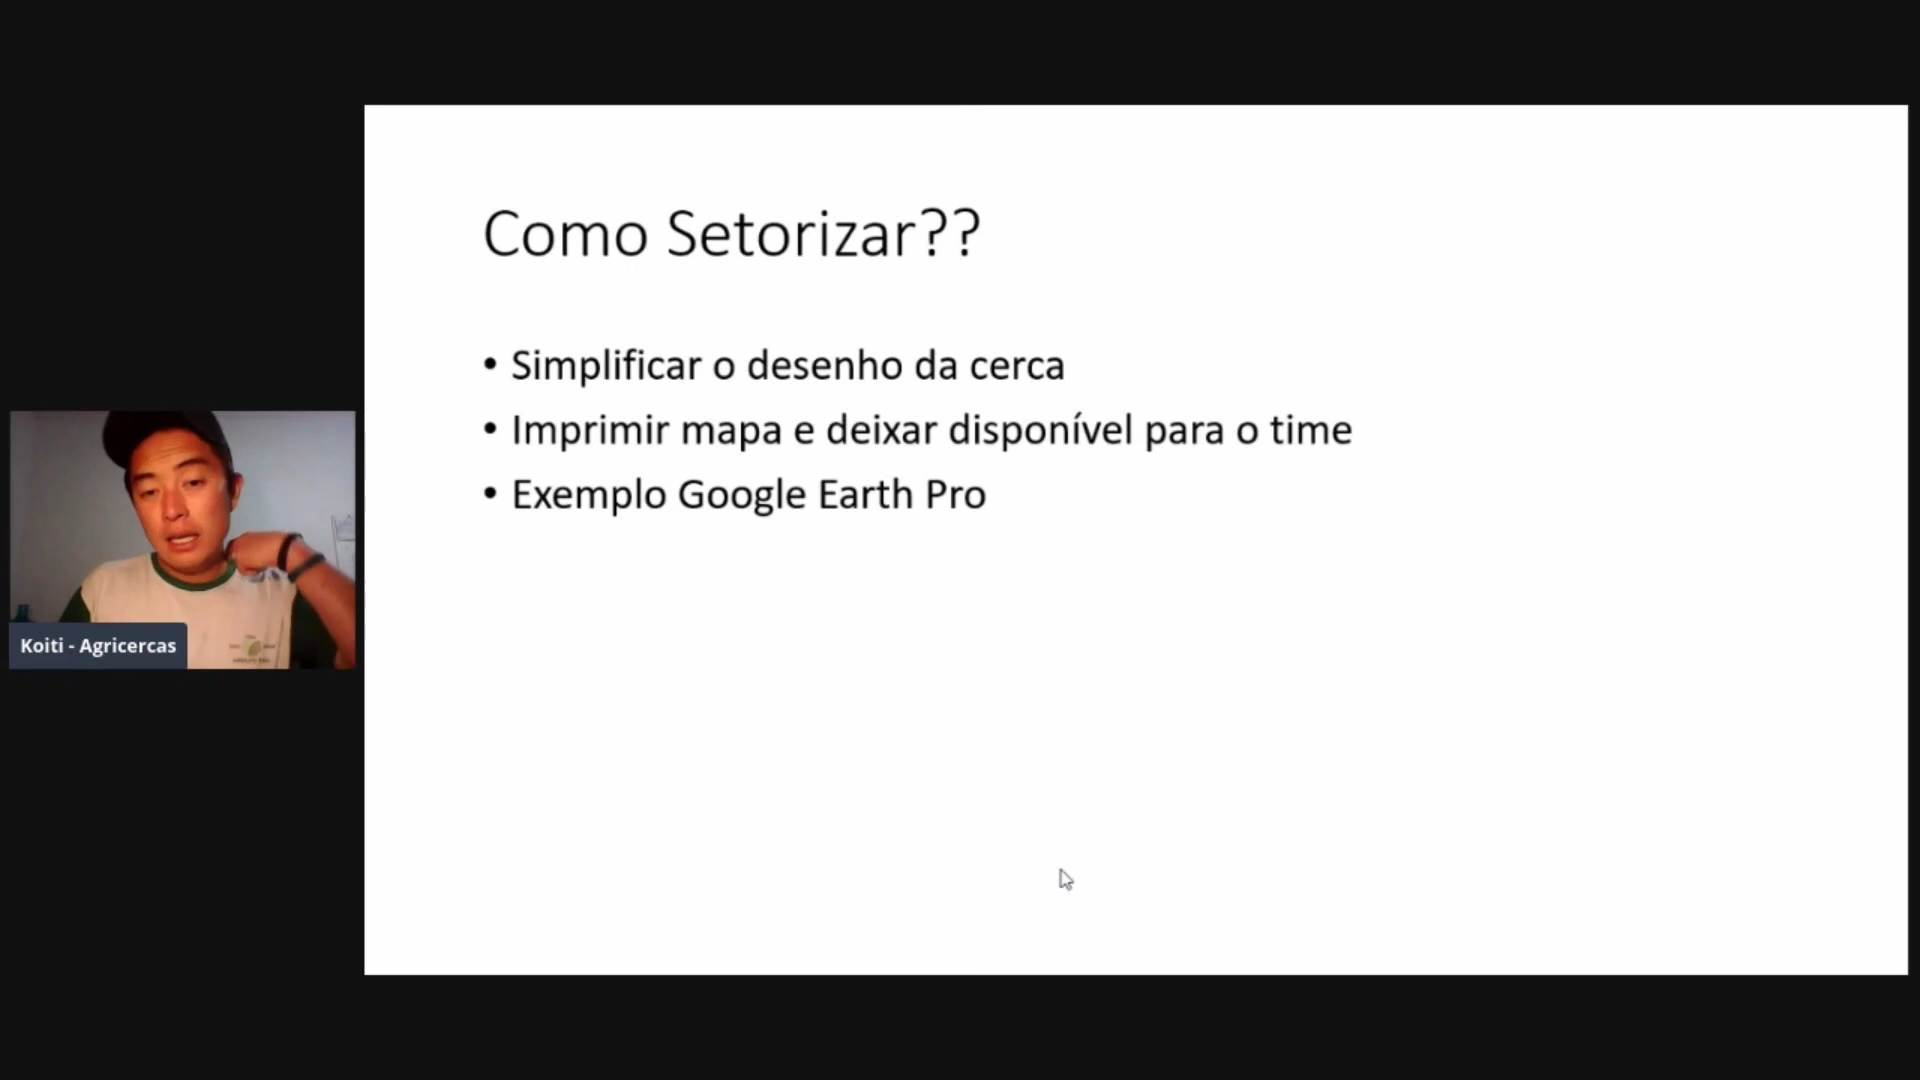 Como Setorizar??
• Simplificar o desenho da cerca
• Imprimir mapa e deixar disponível para o time
• Exemplo Google Earth Pro
Koiti - Agricercas